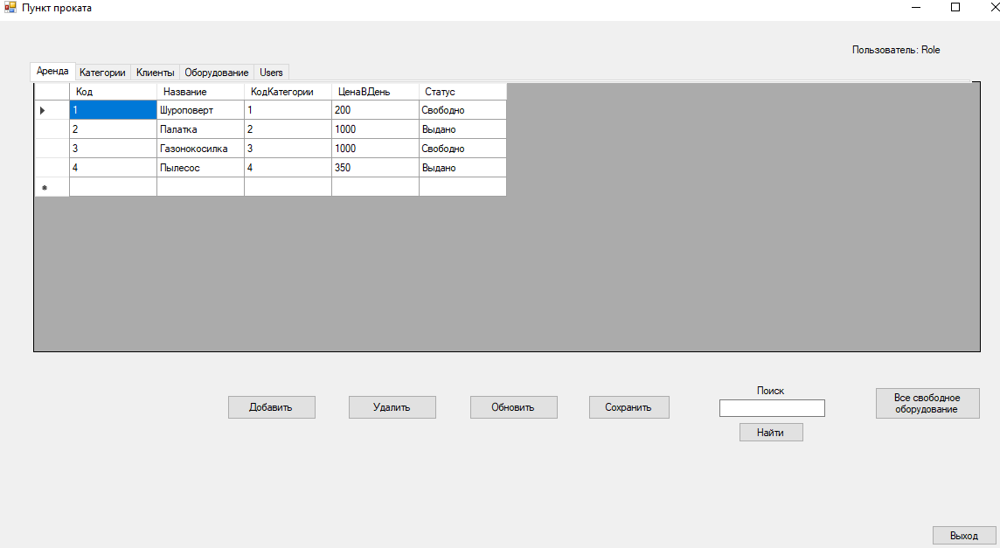 Пункт проката
Пользователь: Role
Аренда Категории Клиенты Оборудование Users
Код Название КодКатегории ЦенаВДень Статус
1 Шуроповерт 1 200 Свободно
2 Палатка 2 1000 Выдано
3 Газонокосилка 3 1000 Свободно
4 Пылесос 4 350 Выдано
Поиск
Добавить Удалить Обновить Сохранить
Найти
Все свободное
оборудование
Выход